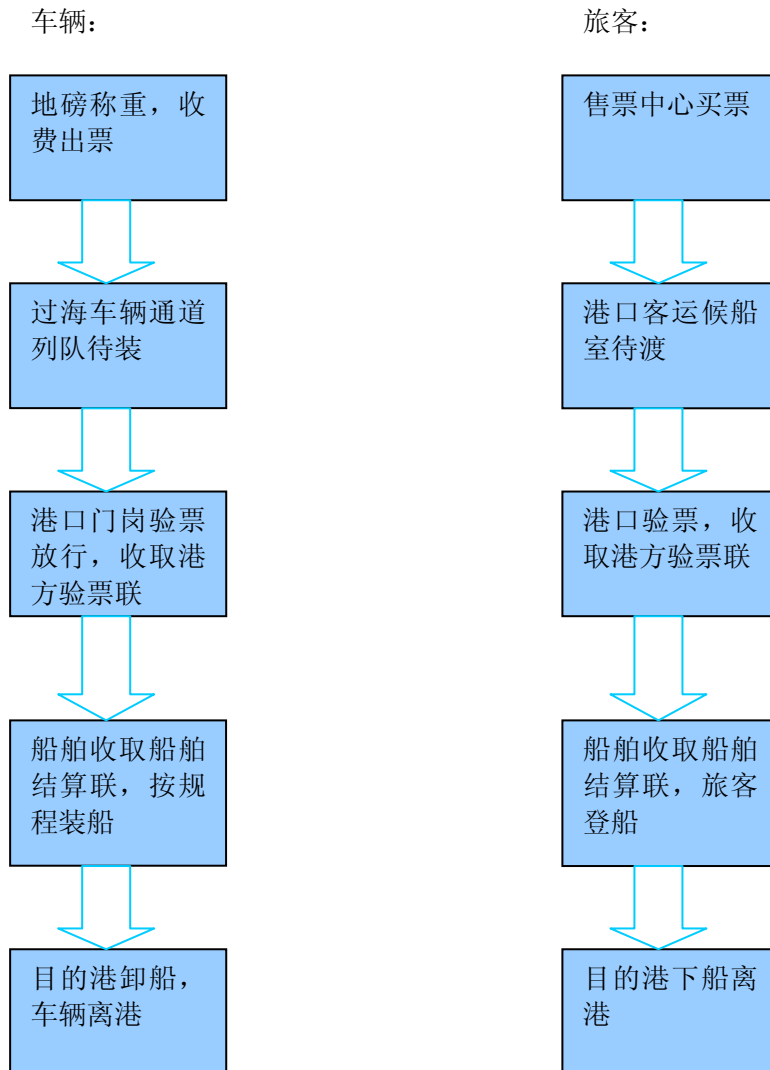 车辆：
地磅称重，收
费出票
过海车辆通道
列队待装
港口门岗验票
放行，收取港
方验票联
船舶收取船舶
结算联，按规
程装船
目的港卸船，
车辆离港
旅客：
售票中心买票
港口客运候船
室待渡
港口验票，收
取港方验票联
船舶收取船舶
结算联，旅客
登船
目的港下船离
港